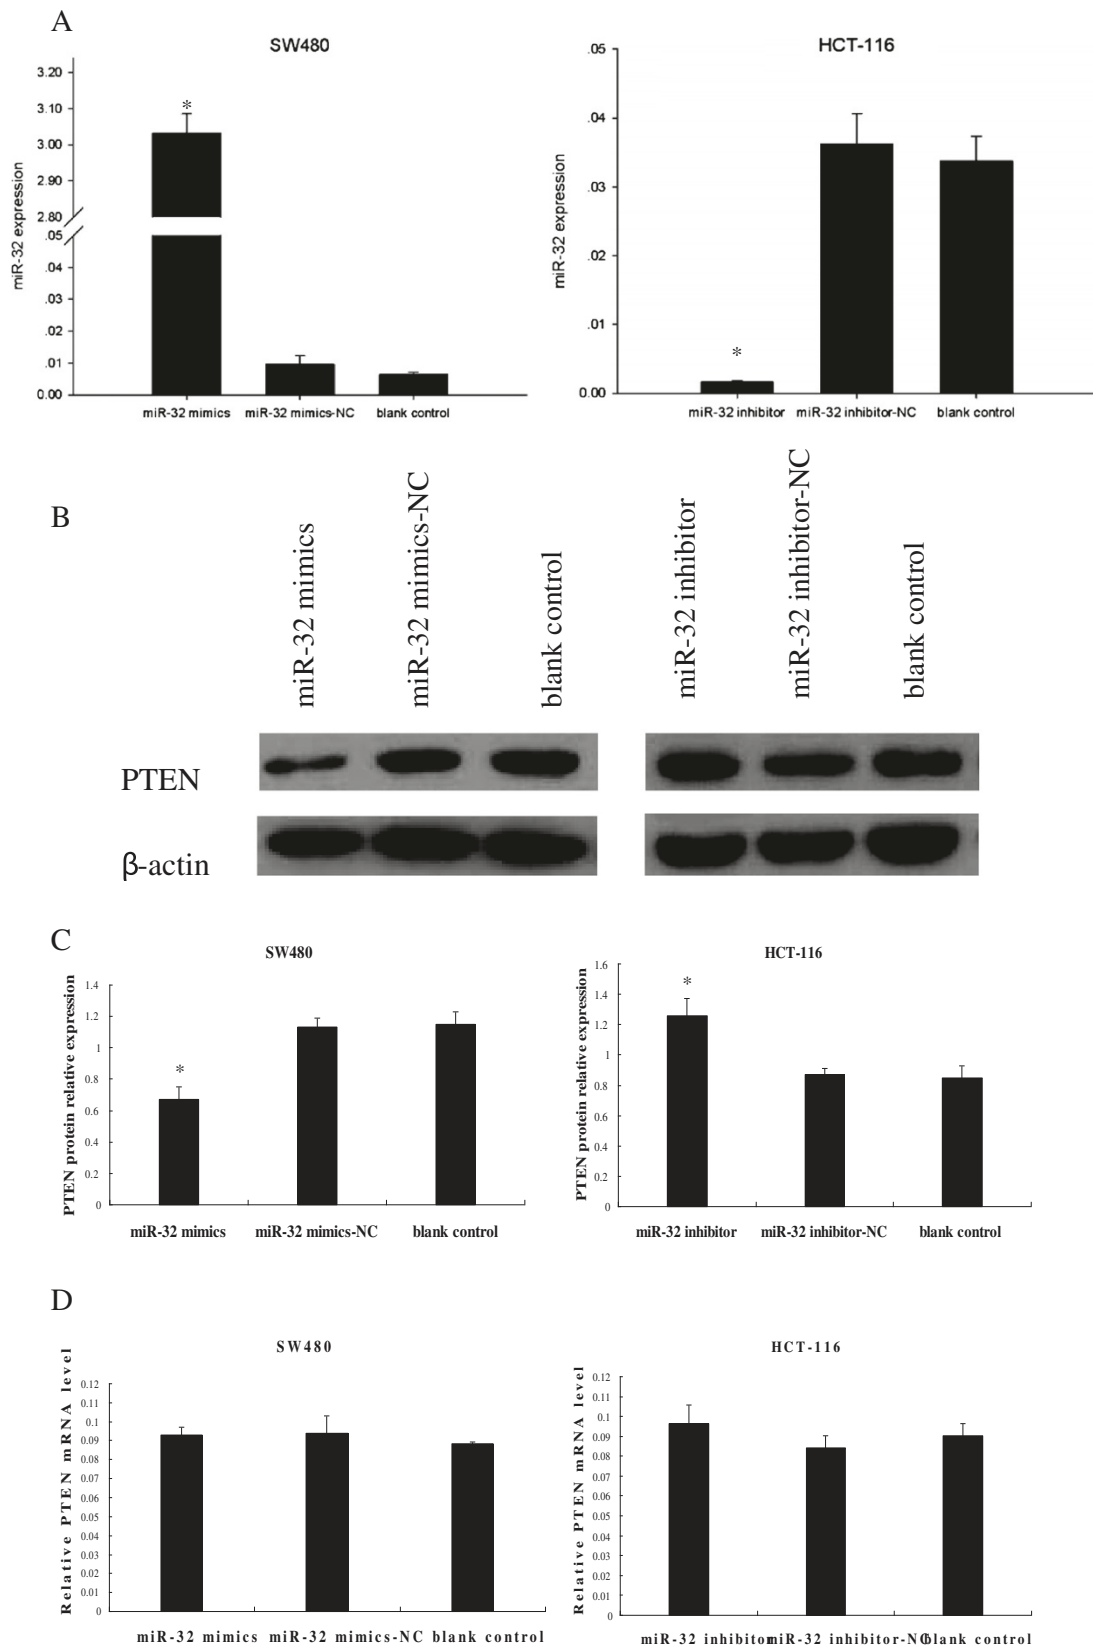 A
SW480
3.20
3.10
3.00
2.90
2.80
.05
.04
.03
.02
.01
0.00
miR-32 expression
*
miR-32 mimics miR-32 mimics-NC blank control
HCT-116
.05
.04
.03
.02
.01
0.00
miR-32 expression
*
miR-32 inhibitor miR-32 inhibitor-NC blank control
B
miR-32 mimics
miR-32 mimics-NC
blank control
miR-32 inhibitor
miR-32 inhibitor-NC
blank control
PTEN
β-actin
C
SW480
PTEN protein relative expression
1.4
1.2
1
0.8
0.6
0.4
0.2
0
*
miR-32 mimics miR-32 mimics-NC blank control
HCT-116
PTEN protein relative expression
1.6
1.4
1.2
1
0.8
0.6
0.4
0.2
0
*
miR-32 inhibitor miR-32 inhibitor-NC blank control
D
SW480
Relative PTEN mRNA level
0.12
0.11
0.1
0.09
0.08
0.07
0.06
0.05
0.04
0.03
0.02
0.01
0
miR-32 mimics miR-32 mimics-NC blank control
HCT-116
Relative PTEN mRNA level
0.12
0.11
0.1
0.09
0.08
0.07
0.06
0.05
0.04
0.03
0.02
0.01
0
miR-32 inhibitor miR-32 inhibitor-NC blank control